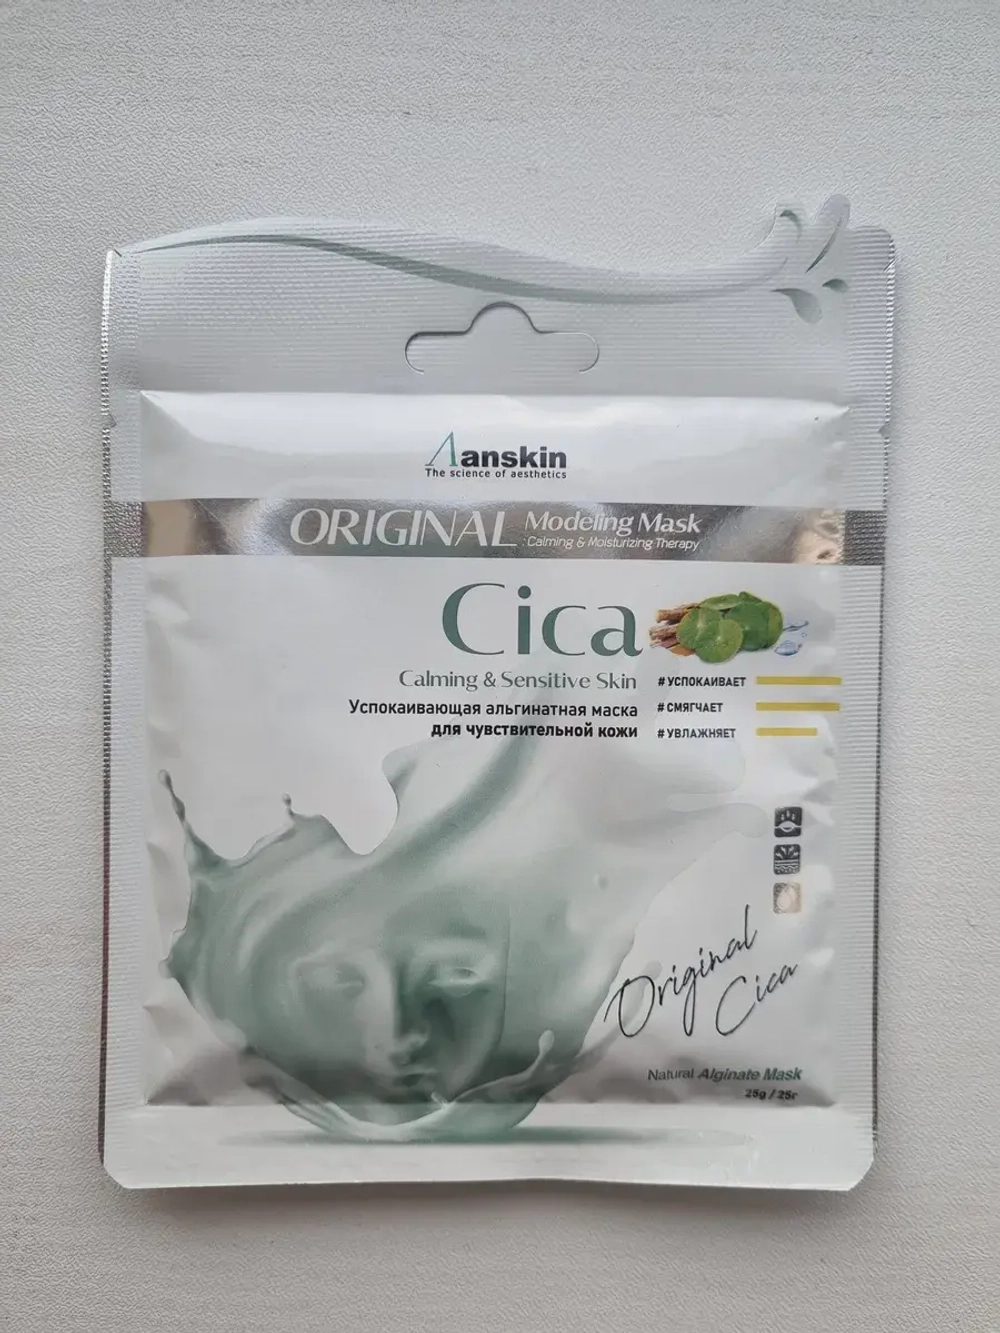 Aanskin
The science of aesthetics
ORIGINAL Modeling Mask
: Calming & Moisturizing Therapy
Cica
Calming & Sensitive Skin
Успокаивающая альгинатная маска
для чувствительной кожи
#УСПОКАИВАЕТ
#СМЯГЧАЕТ
#УВЛАЖНЯЕТ
Original
Cica
Natural Alginate Mask
25g / 25г